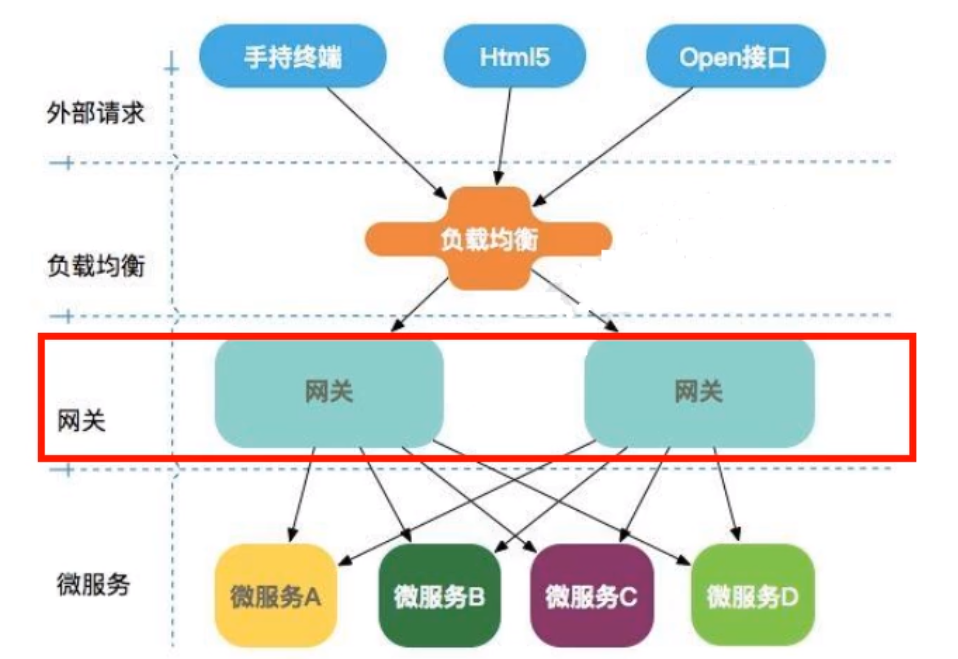 手持终端
Html5
Open接口
外部请求
负载均衡
负载均衡
网关
网关
网关
微服务
微服务A
微服务B
微服务C
微服务D